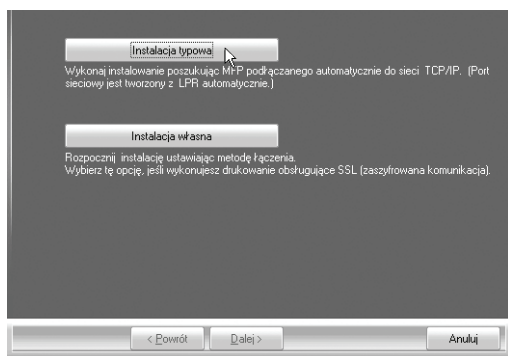 Instalacja typowa
Wykonaj instalowanie poszukując MFP podłączanego automatycznie do sieci TCP/IP. (Port
sieciowy jest tworzony z LPR automatycznie.)
Instalacja własna
Rozpocznij instalację ustawiając metodę łączenia.
Wybierz tę opcję, jeśli wykonujesz drukowanie obsługujące SSL (zaszyfrowana komunikacja).
< Powrót
Dalej >
Anuluj